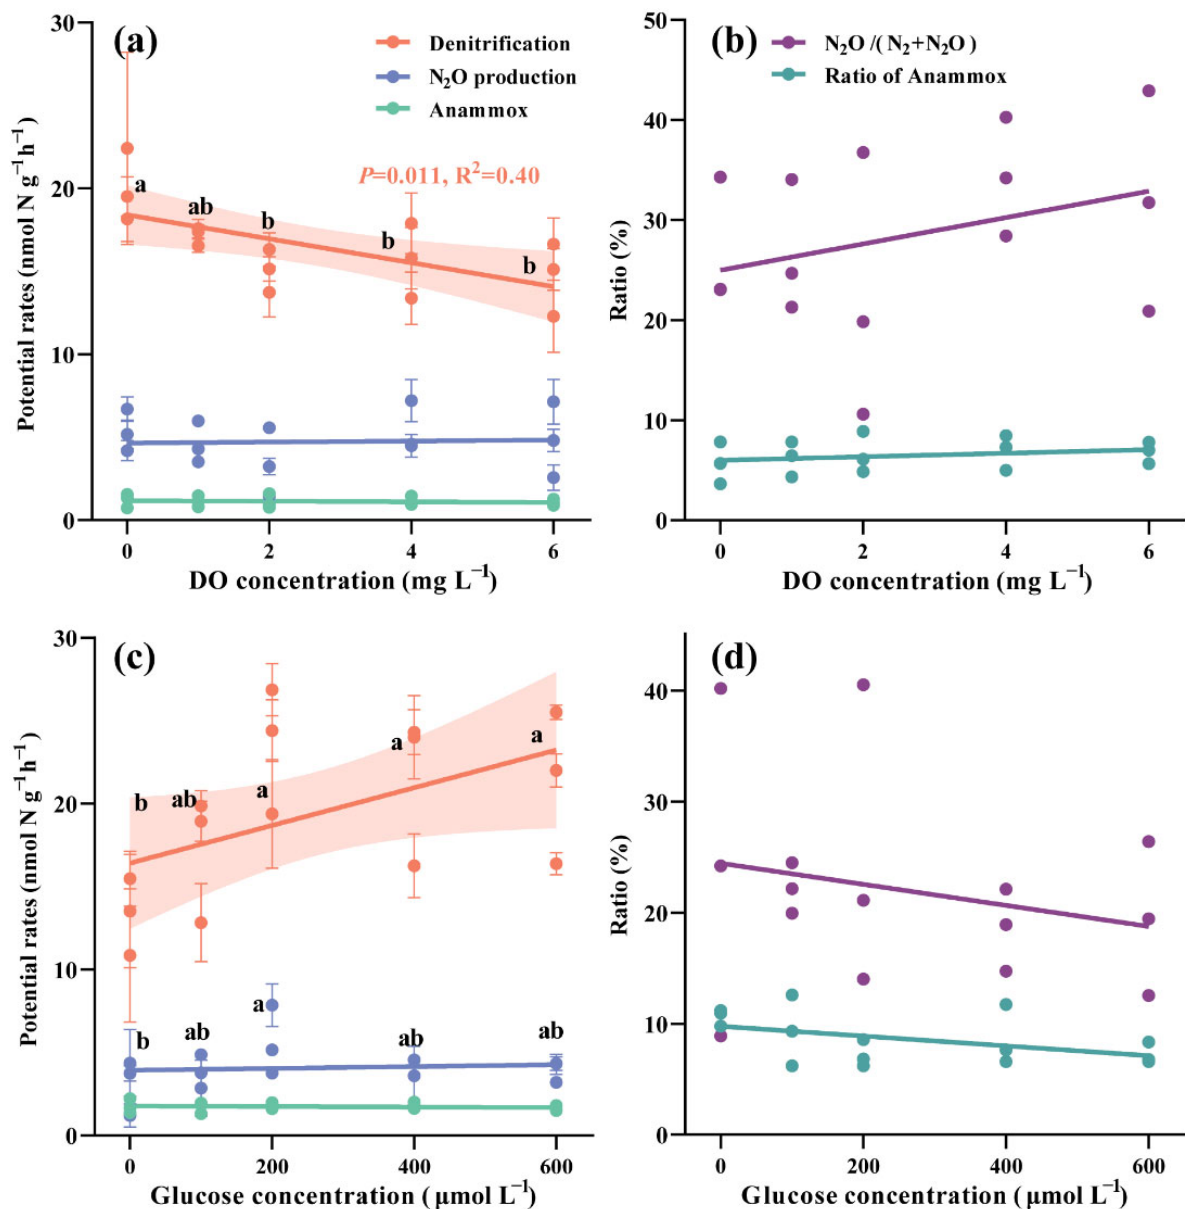 (a)
Denitrification
N₂O production
Anammox
P=0.011, R²=0.40
a
ab
b
b
b
Potential rates (nmol N g⁻¹h⁻¹)
30
20
10
0
0
2
4
6
DO concentration (mg L⁻¹)
(b)
N₂O /(N₂+N₂O)
Ratio of Anammox
Ratio (%)
50
40
30
20
10
0
0
2
4
6
DO concentration (mg L⁻¹)
(c)
b
ab
a
a
a
b
ab
a
ab
ab
Potential rates (nmol N g⁻¹h⁻¹)
30
20
10
0
0
200
400
600
Glucose concentration ( μmol L⁻¹)
(d)
Ratio (%)
40
30
20
10
0
0
200
400
600
Glucose concentration ( μmol L⁻¹)